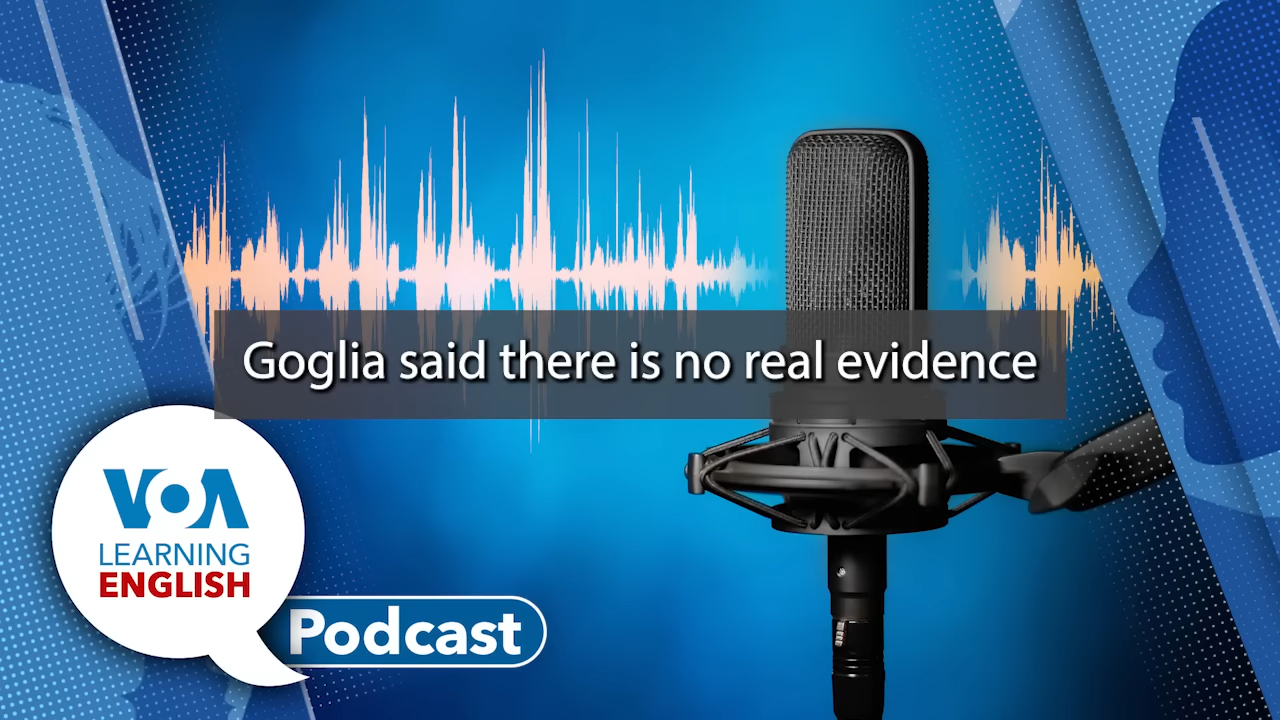 Goglia said there is no real evidence
VOA
LEARNING
ENGLISH
Podcast